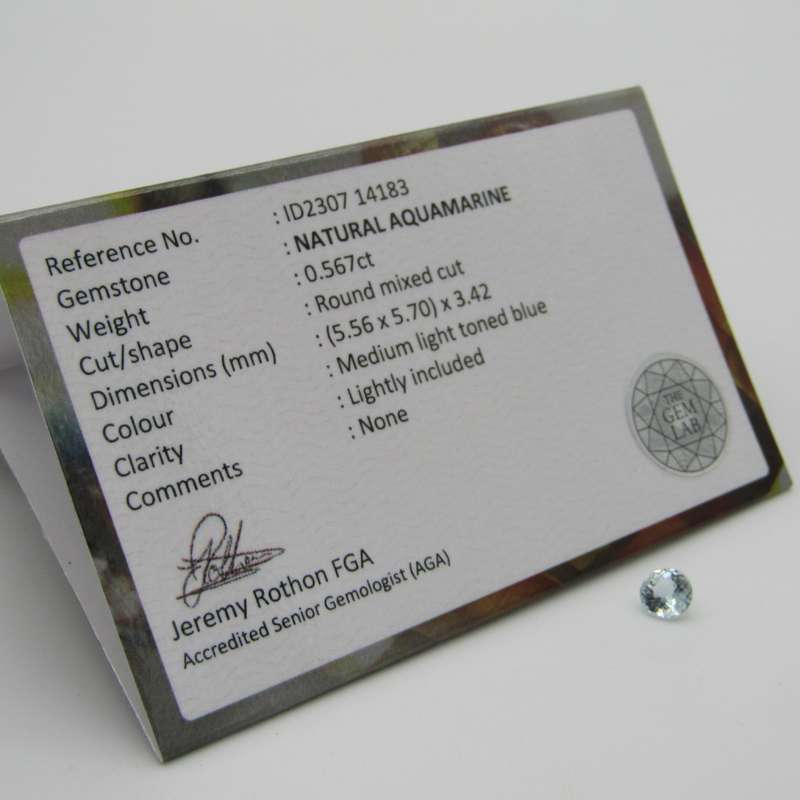 Reference No. : ID2307 14183
Gemstone : NATURAL AQUAMARINE
Weight : 0.567ct
Cut/shape : Round mixed cut
Dimensions (mm) : (5.56 x 5.70) x 3.42
Colour : Medium light toned blue
Clarity : Lightly included
Comments : None
THE
GEM
LAB
Jeremy Rothon FGA
Accredited Senior Gemologist (AGA)